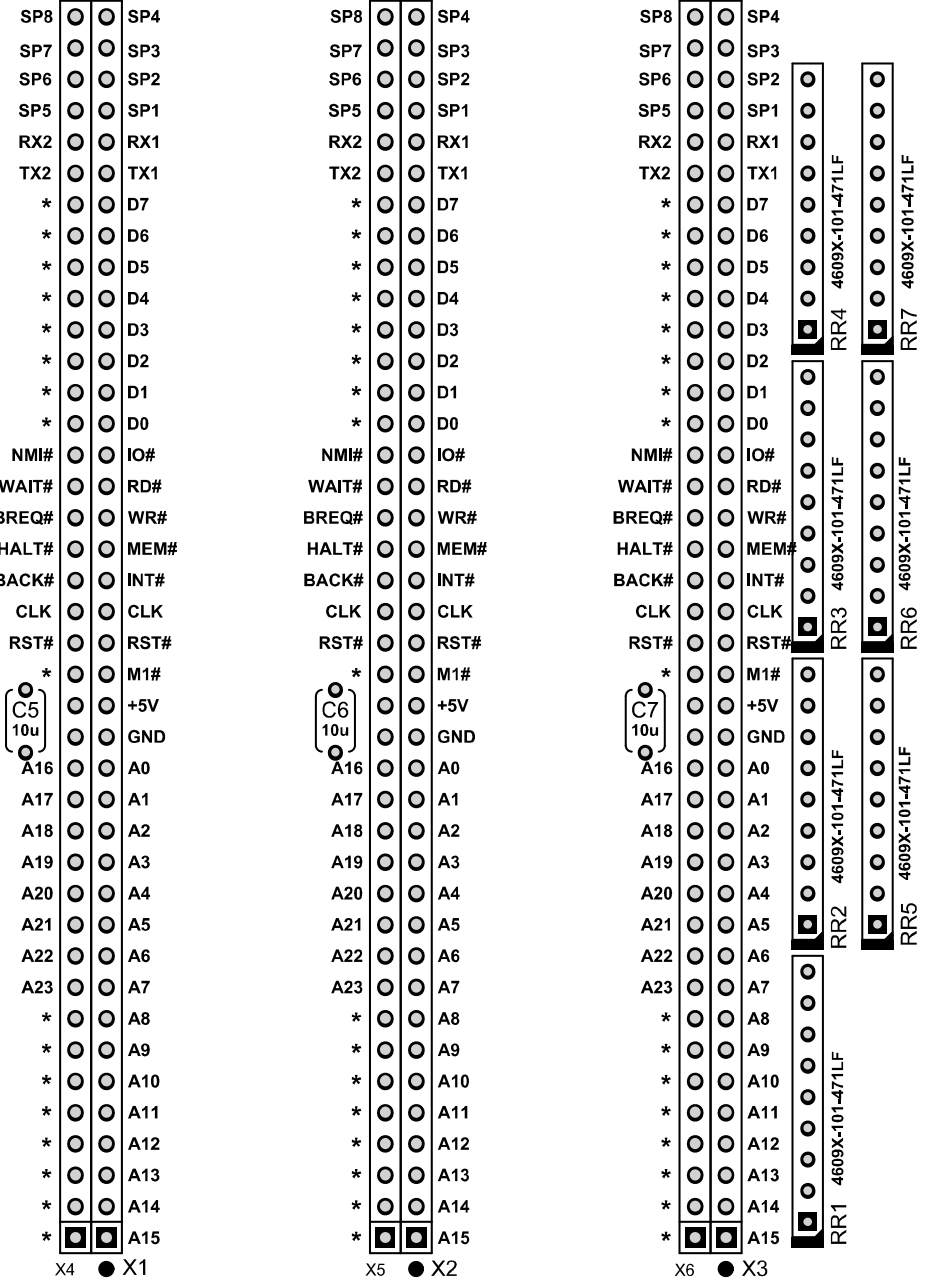 SP8 SP4 SP8 SP4 SP8 SP4
SP7 SP3 SP7 SP3 SP7 SP3
SP6 SP2 SP6 SP2 SP6 SP2
SP5 SP1 SP5 SP1 SP5 SP1
RX2 RX1 RX2 RX1 RX2 RX1
TX2 TX1 TX2 TX1 TX2 TX1
* D7 * D7 * D7
* D6 * D6 * D6
* D5 * D5 * D5
* D4 * D4 * D4
* D3 * D3 * D3
* D2 * D2 * D2
* D1 * D1 * D1
* D0 * D0 * D0
NMI# IO# NMI# IO# NMI# IO#
WAIT# RD# WAIT# RD# WAIT# RD#
BREQ# WR# BREQ# WR# BREQ# WR#
HALT# MEM# HALT# MEM# HALT# MEM#
BACK# INT# BACK# INT# BACK# INT#
CLK CLK CLK CLK CLK CLK
RST# RST# RST# RST# RST# RST#
* M1# * M1# * M1#
C5 +5V C6 +5V C7 +5V
10u GND 10u GND 10u GND
A16 A0 A16 A0 A16 A0
A17 A1 A17 A1 A17 A1
A18 A2 A18 A2 A18 A2
A19 A3 A19 A3 A19 A3
A20 A4 A20 A4 A20 A4
A21 A5 A21 A5 A21 A5
A22 A6 A22 A6 A22 A6
A23 A7 A23 A7 A23 A7
* A8 * A8 * A8
* A9 * A9 * A9
* A10 * A10 * A10
* A11 * A11 * A11
* A12 * A12 * A12
* A13 * A13 * A13
* A14 * A14 * A14
* A15 * A15 * A15
X4 X1 X5 X2 X6 X3
RR4 4609X-101-471LF
RR7 4609X-101-471LF
RR3 4609X-101-471LF
RR6 4609X-101-471LF
RR2 4609X-101-471LF
RR5 4609X-101-471LF
RR1 4609X-101-471LF